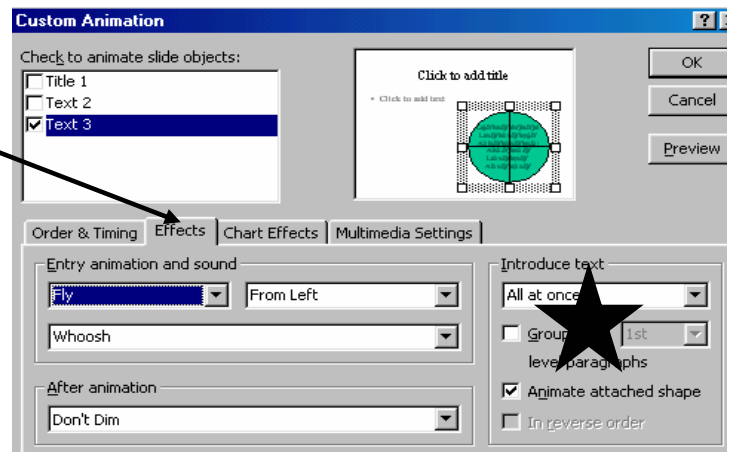 Custom Animation
Check to animate slide objects:
Title 1
Text 2
Text 3
Click to add title
• Click to add text
OK
Cancel
Preview
Order & Timing
Effects
Chart Effects
Multimedia Settings
Entry animation and sound
Fly
From Left
Whoosh
After animation
Don't Dim
Introduce text
All at once
1st
Animate attached shape
In reverse order